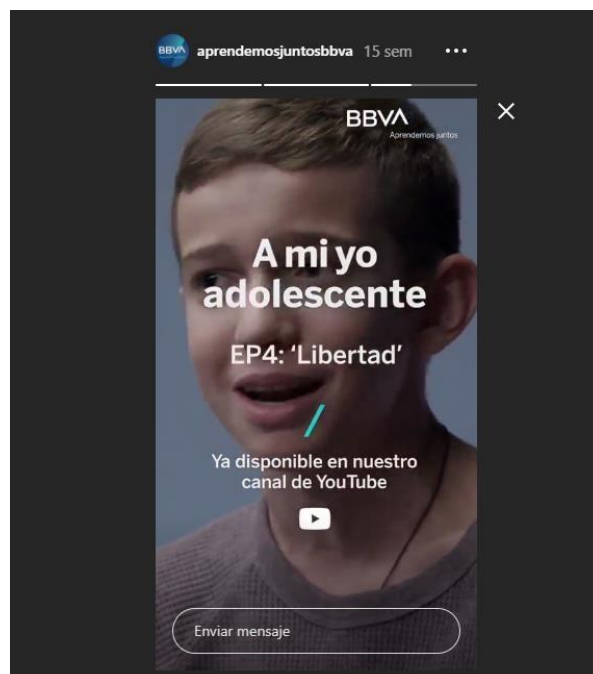 BBVA aprendemosjuntosbbva 15 sem
BBVA
Aprendemos juntos
A mi yo
adolescente
EP4: ‘Libertad’
/
Ya disponible en nuestro
canal de YouTube
Enviar mensaje